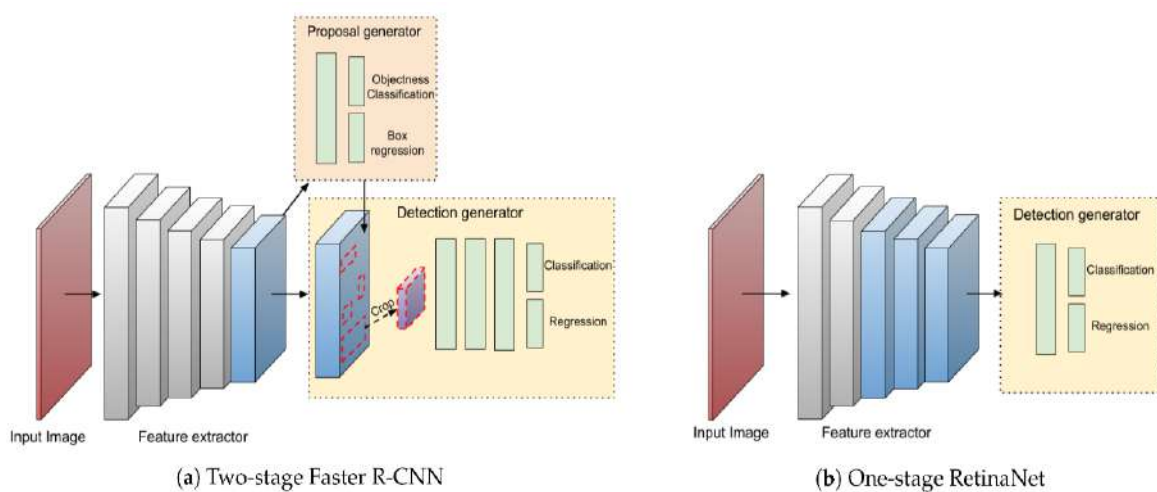 Proposal generator
Objectness
Classification
Box
regression
Detection generator
Crop
Classification
Regression
Input Image
Feature extractor
(a) Two-stage Faster R-CNN
Detection generator
Classification
Regression
Input Image
Feature extractor
(b) One-stage RetinaNet